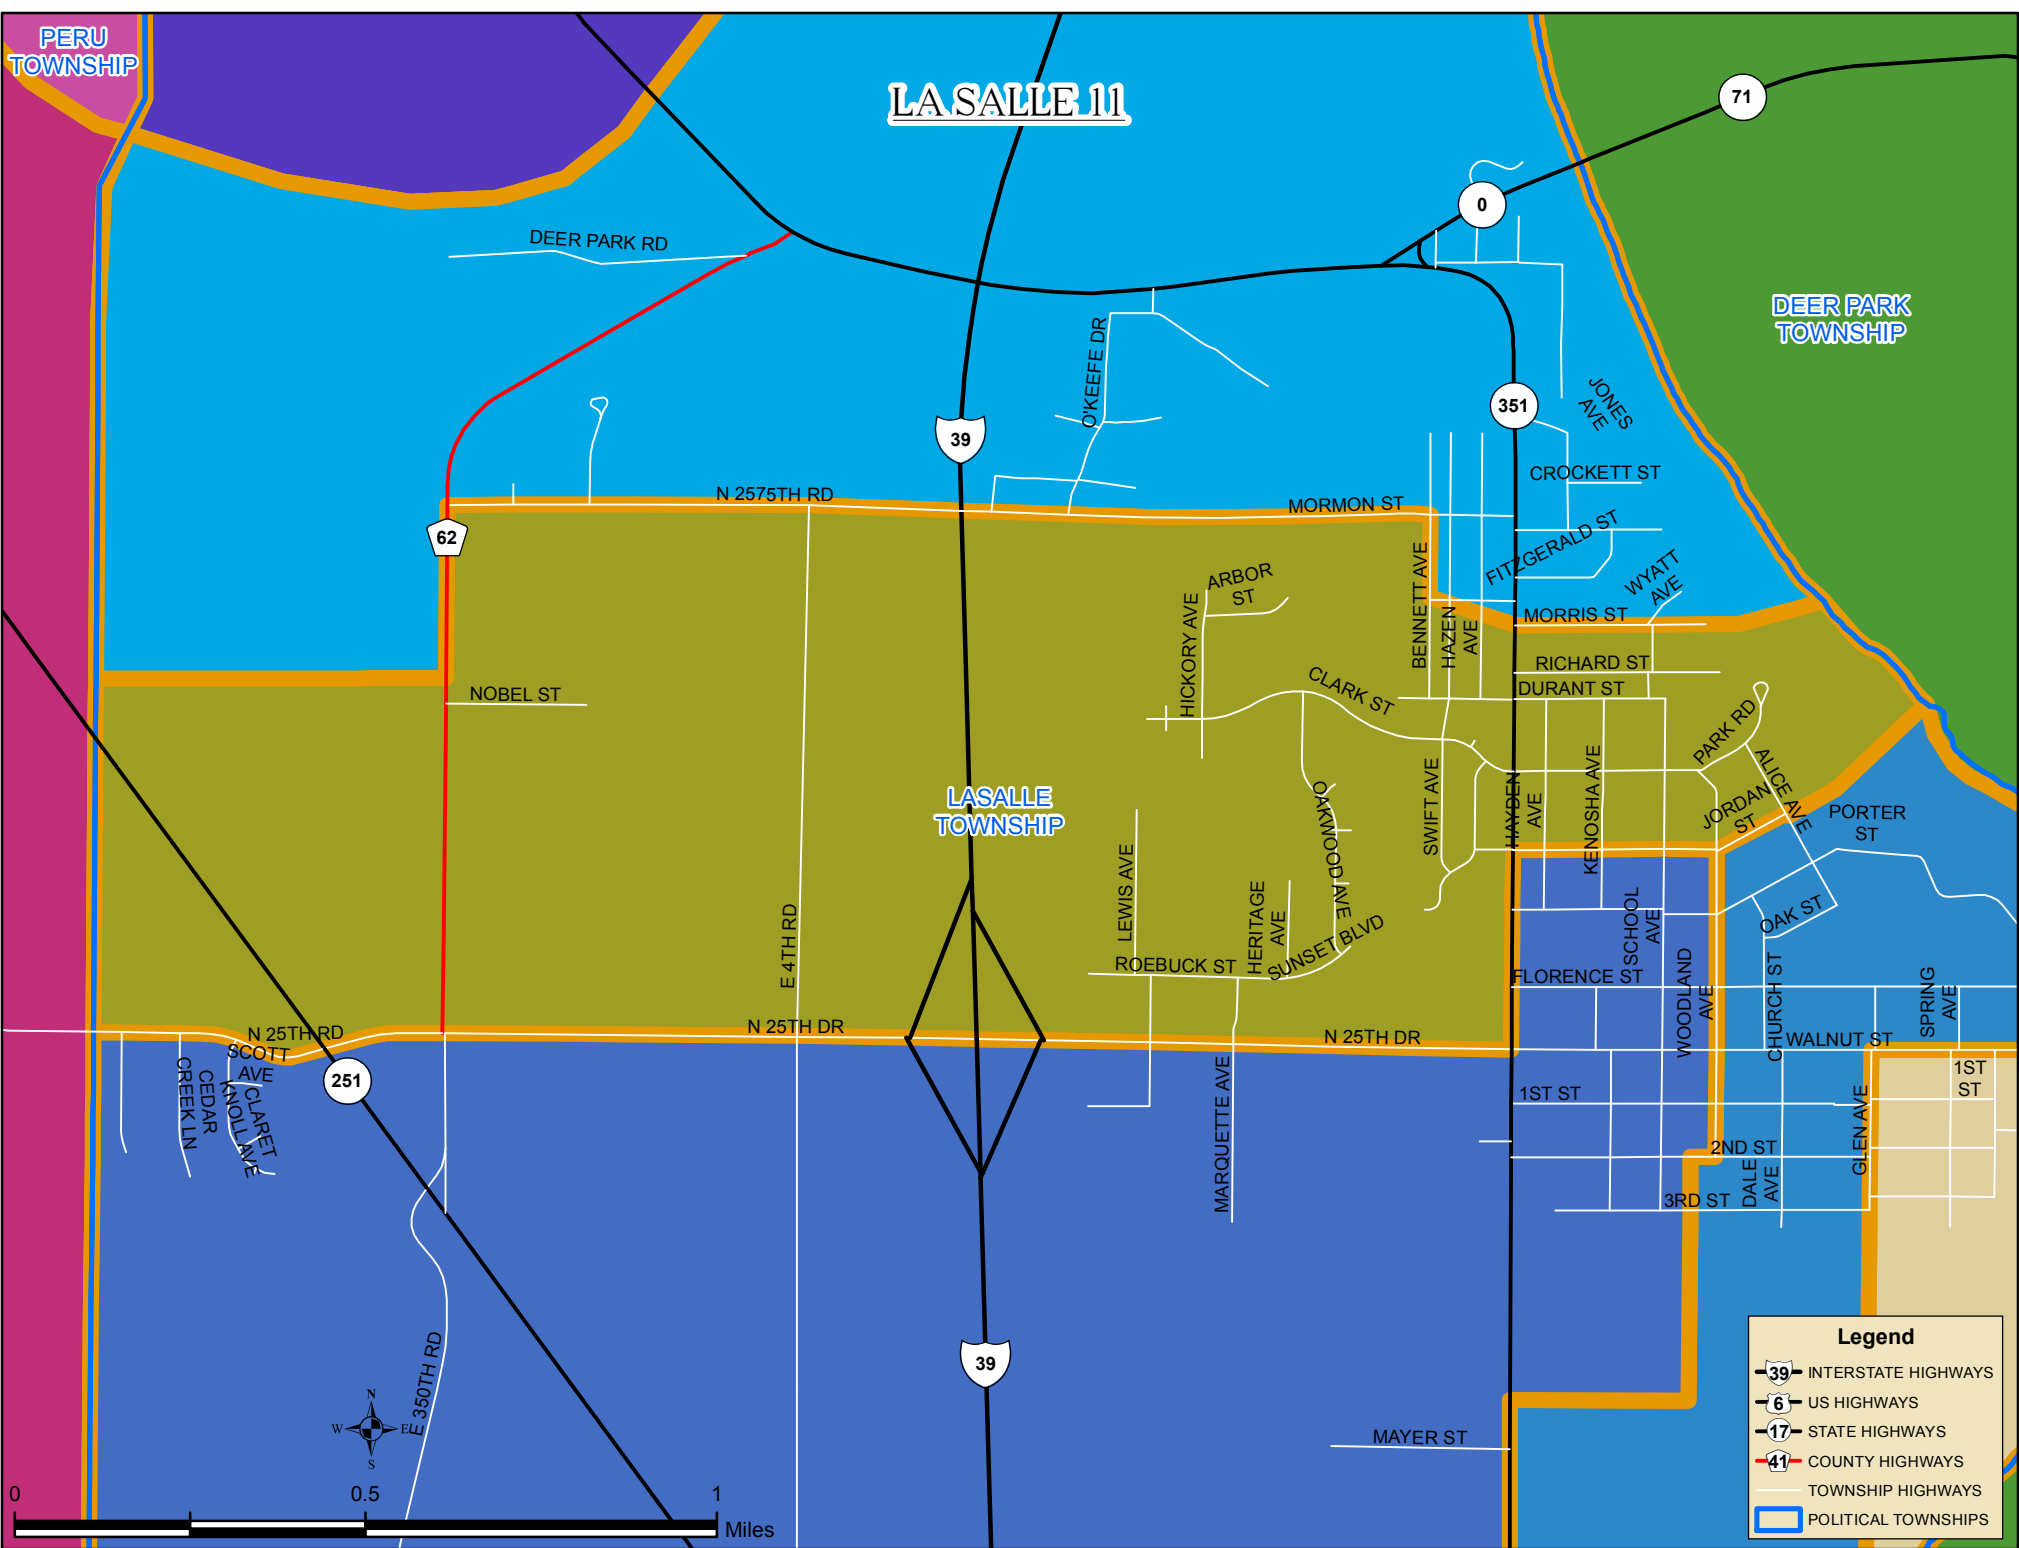 PERU
TOWNSHIP
LA SALLE 11
71
0
DEER PARK RD
DEER PARK
TOWNSHIP
O'KEEFE DR
39
351
JONES
AVE
CROCKETT ST
N 2575TH RD
MORMON ST
62
FITZGERALD ST
BENNETT AVE
ARBOR
ST
WYATT
AVE
HICKORY AVE
HAZEN
AVE
MORRIS ST
RICHARD ST
DURANT ST
NOBEL ST
CLARK ST
PARK RD
ALICE AVE
LASALLE
TOWNSHIP
OAKWOOD AVE
SWIFT AVE
HAYDEN
AVE
KENOSHA AVE
JORDAN
ST
PORTER
ST
LEWIS AVE
HERITAGE
AVE
SCHOOL
AVE
OAK ST
E 4TH RD
ROEBUCK ST
SUNSET BLVD
FLORENCE ST
WOODLAND
AVE
CHURCH ST
SPRING
AVE
N 25TH RD
N 25TH DR
N 25TH DR
WALNUT ST
SCOTT
AVE
CEDAR
CREEK LN
CLARET
KNOLL AVE
251
MARQUETTE AVE
1ST ST
1ST
ST
GLEN AVE
2ND ST
DALE
AVE
3RD ST
E 350TH RD
39
MAYER ST
N
W
E
S
0
0.5
1
Miles
Legend
39 INTERSTATE HIGHWAYS
6 US HIGHWAYS
17 STATE HIGHWAYS
41 COUNTY HIGHWAYS
TOWNSHIP HIGHWAYS
POLITICAL TOWNSHIPS